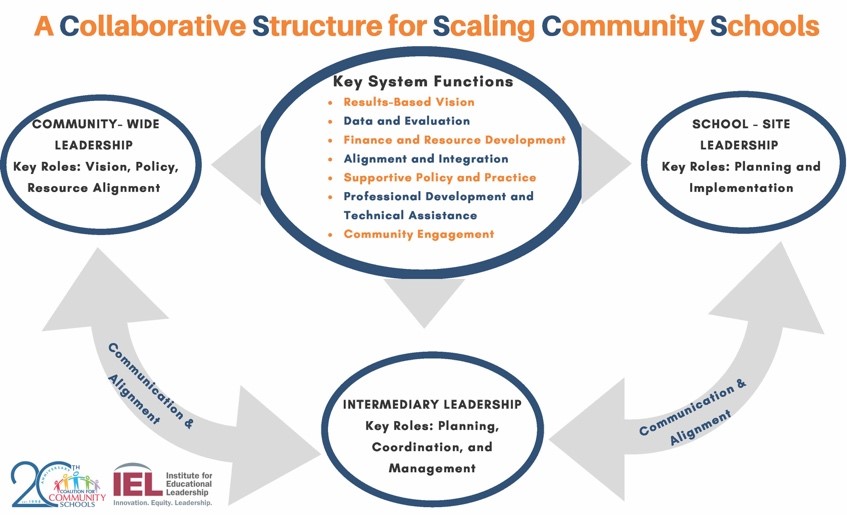 A Collaborative Structure for Scaling Community Schools
Key System Functions
• Results-Based Vision
• Data and Evaluation
• Finance and Resource Development
• Alignment and Integration
• Supportive Policy and Practice
• Professional Development and
Technical Assistance
• Community Engagement
COMMUNITY- WIDE
LEADERSHIP
Key Roles: Vision, Policy,
Resource Alignment
SCHOOL - SITE
LEADERSHIP
Key Roles: Planning and
Implementation
Communication &
Alignment
INTERMEDIARY LEADERSHIP
Key Roles: Planning,
Coordination, and
Management
Communication &
Alignment
20TH
COALITION FOR
COMMUNITY
SCHOOLS
IEL
Institute for
Educational
Leadership
Innovation. Equity. Leadership.